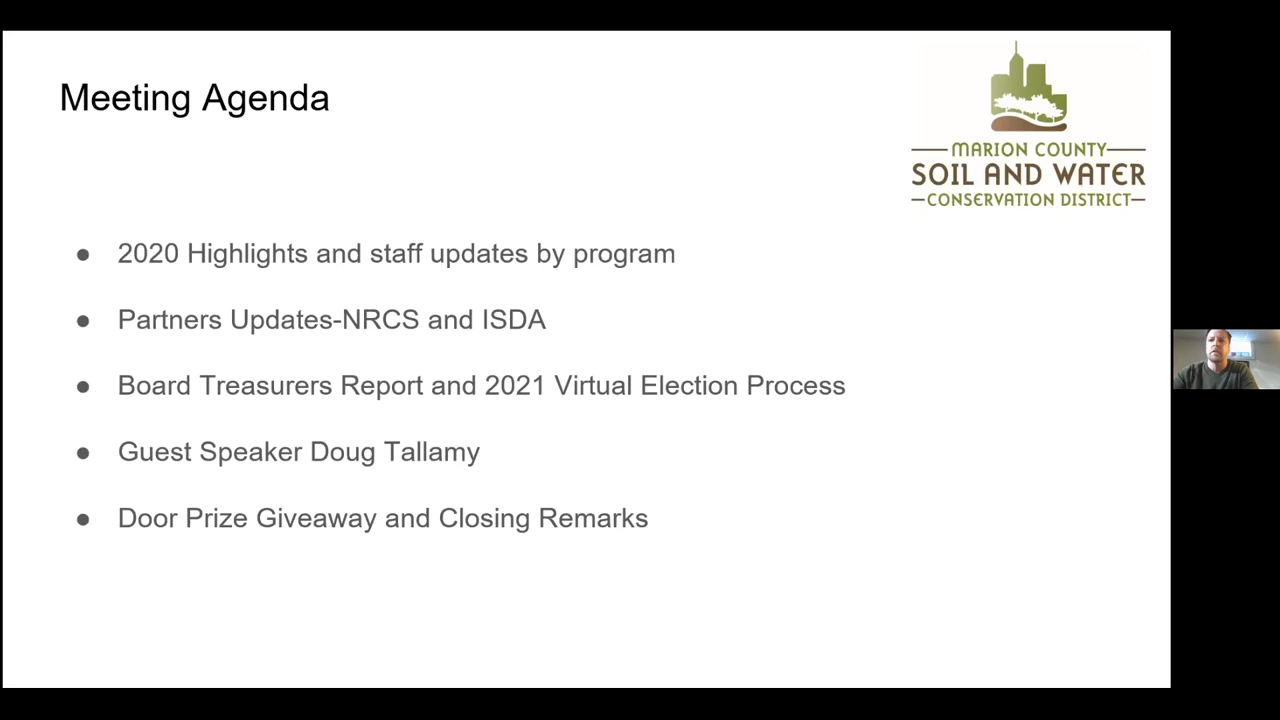 Meeting Agenda
MARION COUNTY
SOIL AND WATER
CONSERVATION DISTRICT
● 2020 Highlights and staff updates by program
● Partners Updates-NRCS and ISDA
● Board Treasurers Report and 2021 Virtual Election Process
● Guest Speaker Doug Tallamy
● Door Prize Giveaway and Closing Remarks